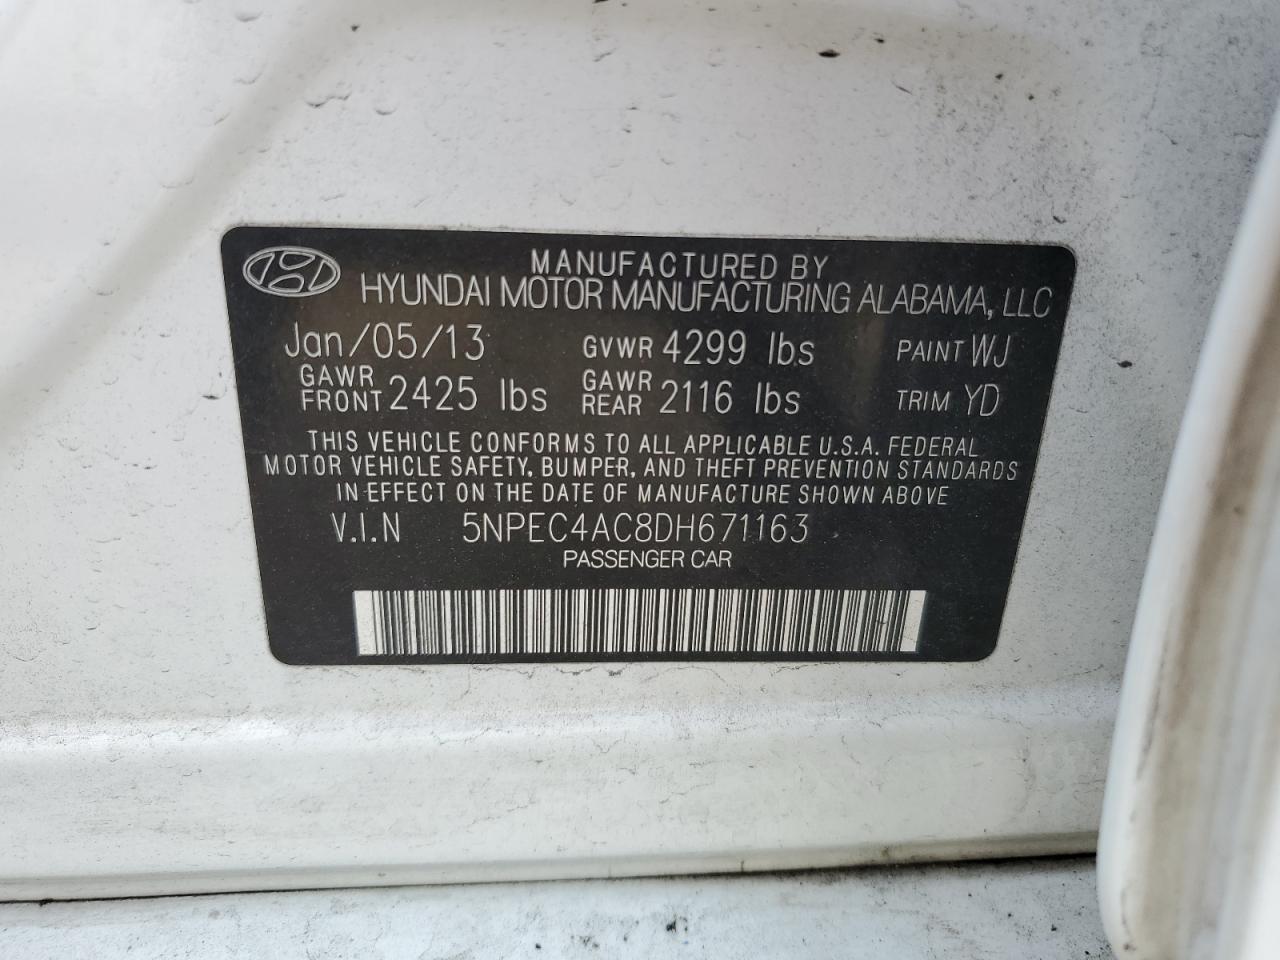 MANUFACTURED BY
HYUNDAI MOTOR MANUFACTURING ALABAMA, LLC
Jan/05/13 GVWR 4299 lbs PAINT WJ
GAWR FRONT 2425 lbs GAWR REAR 2116 lbs TRIM YD
THIS VEHICLE CONFORMS TO ALL APPLICABLE U.S.A. FEDERAL
MOTOR VEHICLE SAFETY, BUMPER, AND THEFT PREVENTION STANDARDS
IN EFFECT ON THE DATE OF MANUFACTURE SHOWN ABOVE
V.I.N 5NPEC4AC8DH671163
PASSENGER CAR